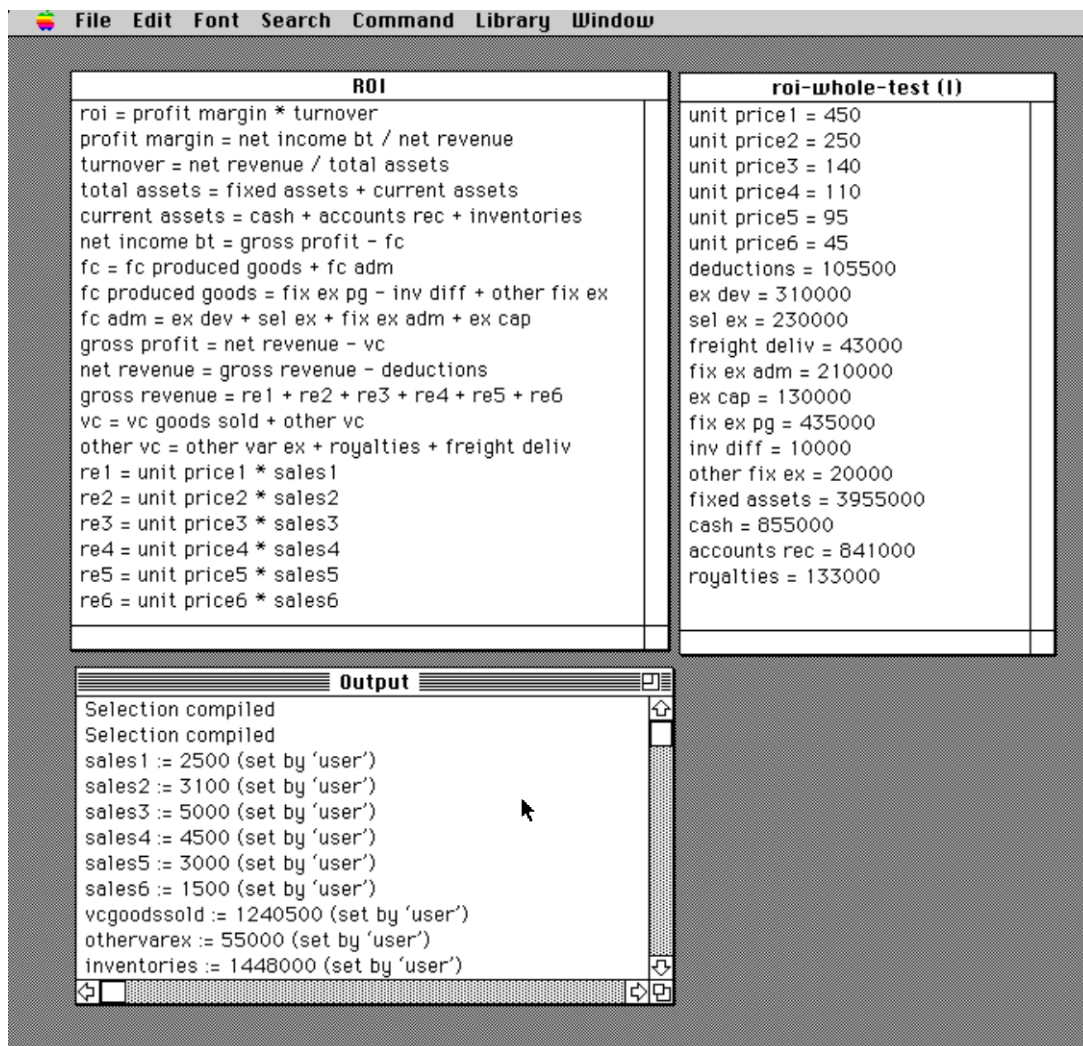 File Edit Font Search Command Library Window
ROI
roi = profit margin * turnover
profit margin = net income bt / net revenue
turnover = net revenue / total assets
total assets = fixed assets + current assets
current assets = cash + accounts rec + inventories
net income bt = gross profit - fc
fc = fc produced goods + fc adm
fc produced goods = fix ex pg - inv diff + other fix ex
fc adm = ex dev + sel ex + fix ex adm + ex cap
gross profit = net revenue - vc
net revenue = gross revenue - deductions
gross revenue = re1 + re2 + re3 + re4 + re5 + re6
vc = vc goods sold + other vc
other vc = other var ex + royalties + freight deliv
re1 = unit price1 * sales1
re2 = unit price2 * sales2
re3 = unit price3 * sales3
re4 = unit price4 * sales4
re5 = unit price5 * sales5
re6 = unit price6 * sales6
roi-whole-test (I)
unit price1 = 450
unit price2 = 250
unit price3 = 140
unit price4 = 110
unit price5 = 95
unit price6 = 45
deductions = 105500
ex dev = 310000
sel ex = 230000
freight deliv = 43000
fix ex adm = 210000
ex cap = 130000
fix ex pg = 435000
inv diff = 10000
other fix ex = 20000
fixed assets = 3955000
cash = 855000
accounts rec = 841000
royalties = 133000
Output
Selection compiled
Selection compiled
sales1 := 2500 (set by 'user')
sales2 := 3100 (set by 'user')
sales3 := 5000 (set by 'user')
sales4 := 4500 (set by 'user')
sales5 := 3000 (set by 'user')
sales6 := 1500 (set by 'user')
vcgoodssold := 1240500 (set by 'user')
othervarex := 55000 (set by 'user')
inventories := 1448000 (set by 'user')